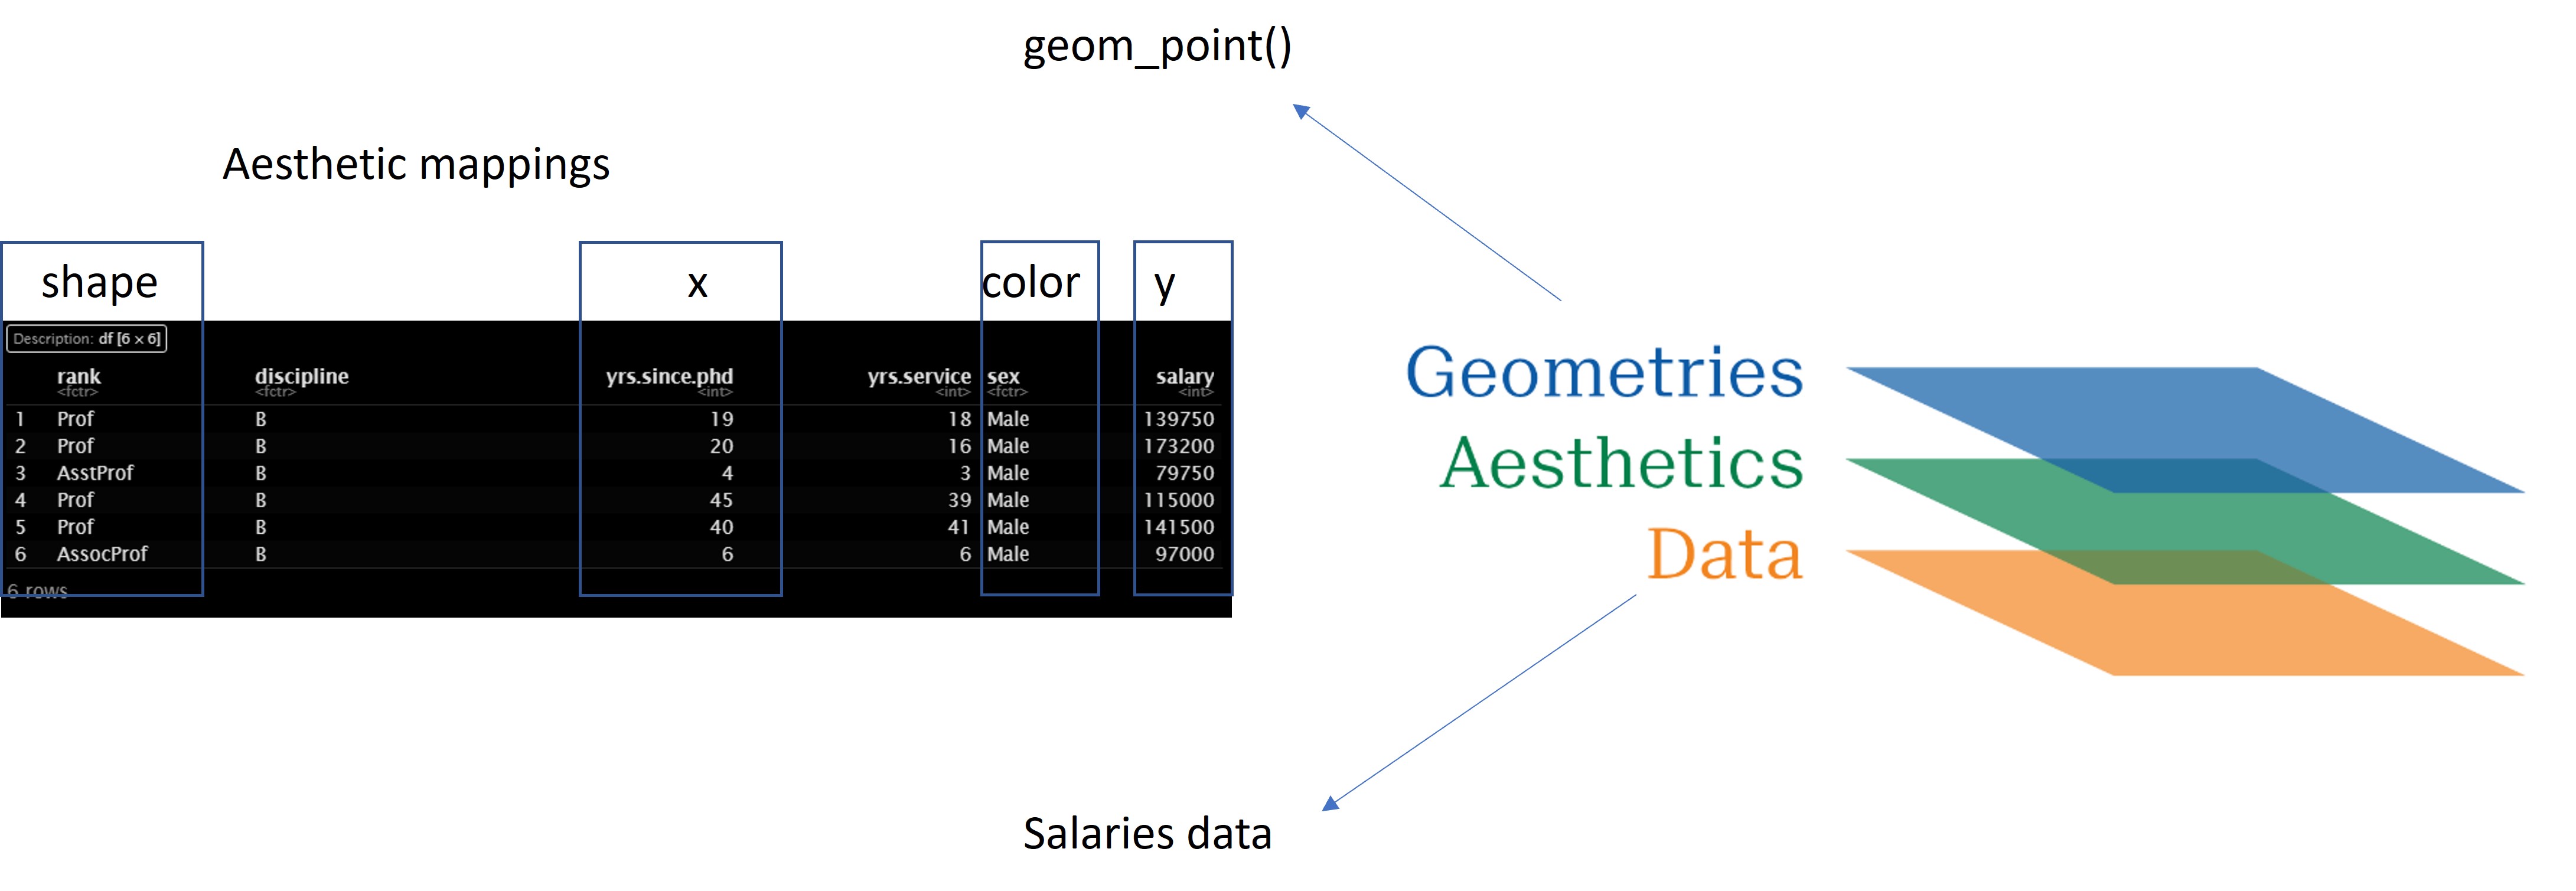 geom_point()
Aesthetic mappings
shape x color y
Description: df [6 × 6]
rank discipline yrs.since.phd yrs.service sex salary
<fctr> <fctr> <int> <int> <fctr> <int>
1 Prof B 19 18 Male 139750
2 Prof B 20 16 Male 173200
3 AsstProf B 4 3 Male 79750
4 Prof B 45 39 Male 115000
5 Prof B 40 41 Male 141500
6 AssocProf B 6 6 Male 97000
6 rows
Geometries
Aesthetics
Data
Salaries data